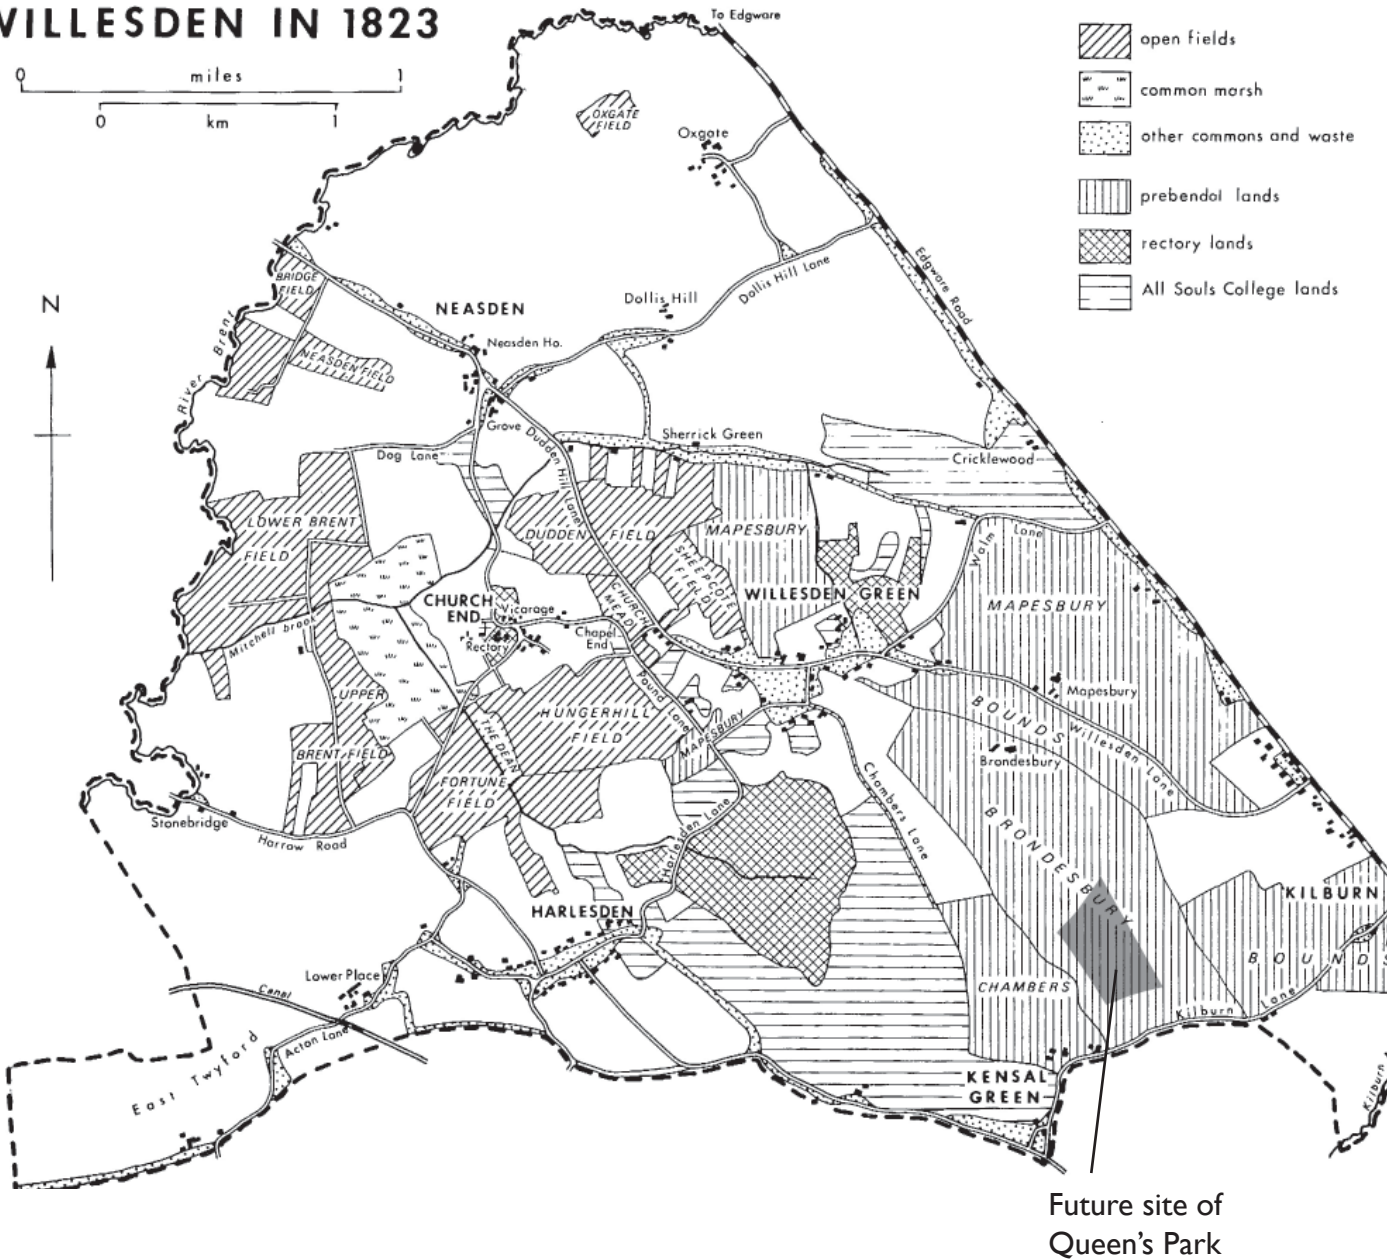 WILLESDEN IN 1823
0 miles 1
0 km 1
To Edgware
open fields
common marsh
other commons and waste
prebendal lands
rectory lands
All Souls College lands
N
OXGATE
FIELD
Oxgate
Edgware Road
Dollis Hill Lane
Dollis Hill
BRIDGE
FIELD
NEASDEN
Neasden Ho.
River Brent
NEASDEN FIELD
Grove
Dudden Hill Lane
Dog Lane
Sherrick Green
Cricklewood
LOWER BRENT
FIELD
DUDDEN FIELD
MAPESBURY
Walm Lane
SHEEPCOTE
FIELD
CHURCH
MEAD
WILLESDEN GREEN
MAPESBURY
CHURCH
END
Vicarage
Rectory
Chapel
End
Mitchell brook
UPPER
BRENT FIELD
Pound Lane
HUNGERHILL
FIELD
MAPESBURY
THE DEAN
FORTUNE
FIELD
Mapesbury
BOUNDS
Willesden Lane
Brondesbury
BRONDESBURY
Chambers Lane
Harlesden Lane
Stonebridge
Harrow Road
HARLESDEN
KILBURN
BOUNDS
Lower Place
Canal
CHAMBERS
Kilburn Lane
Acton Lane
East Twyford
KENSAL
GREEN
Kilburn
Future site of
Queen's Park